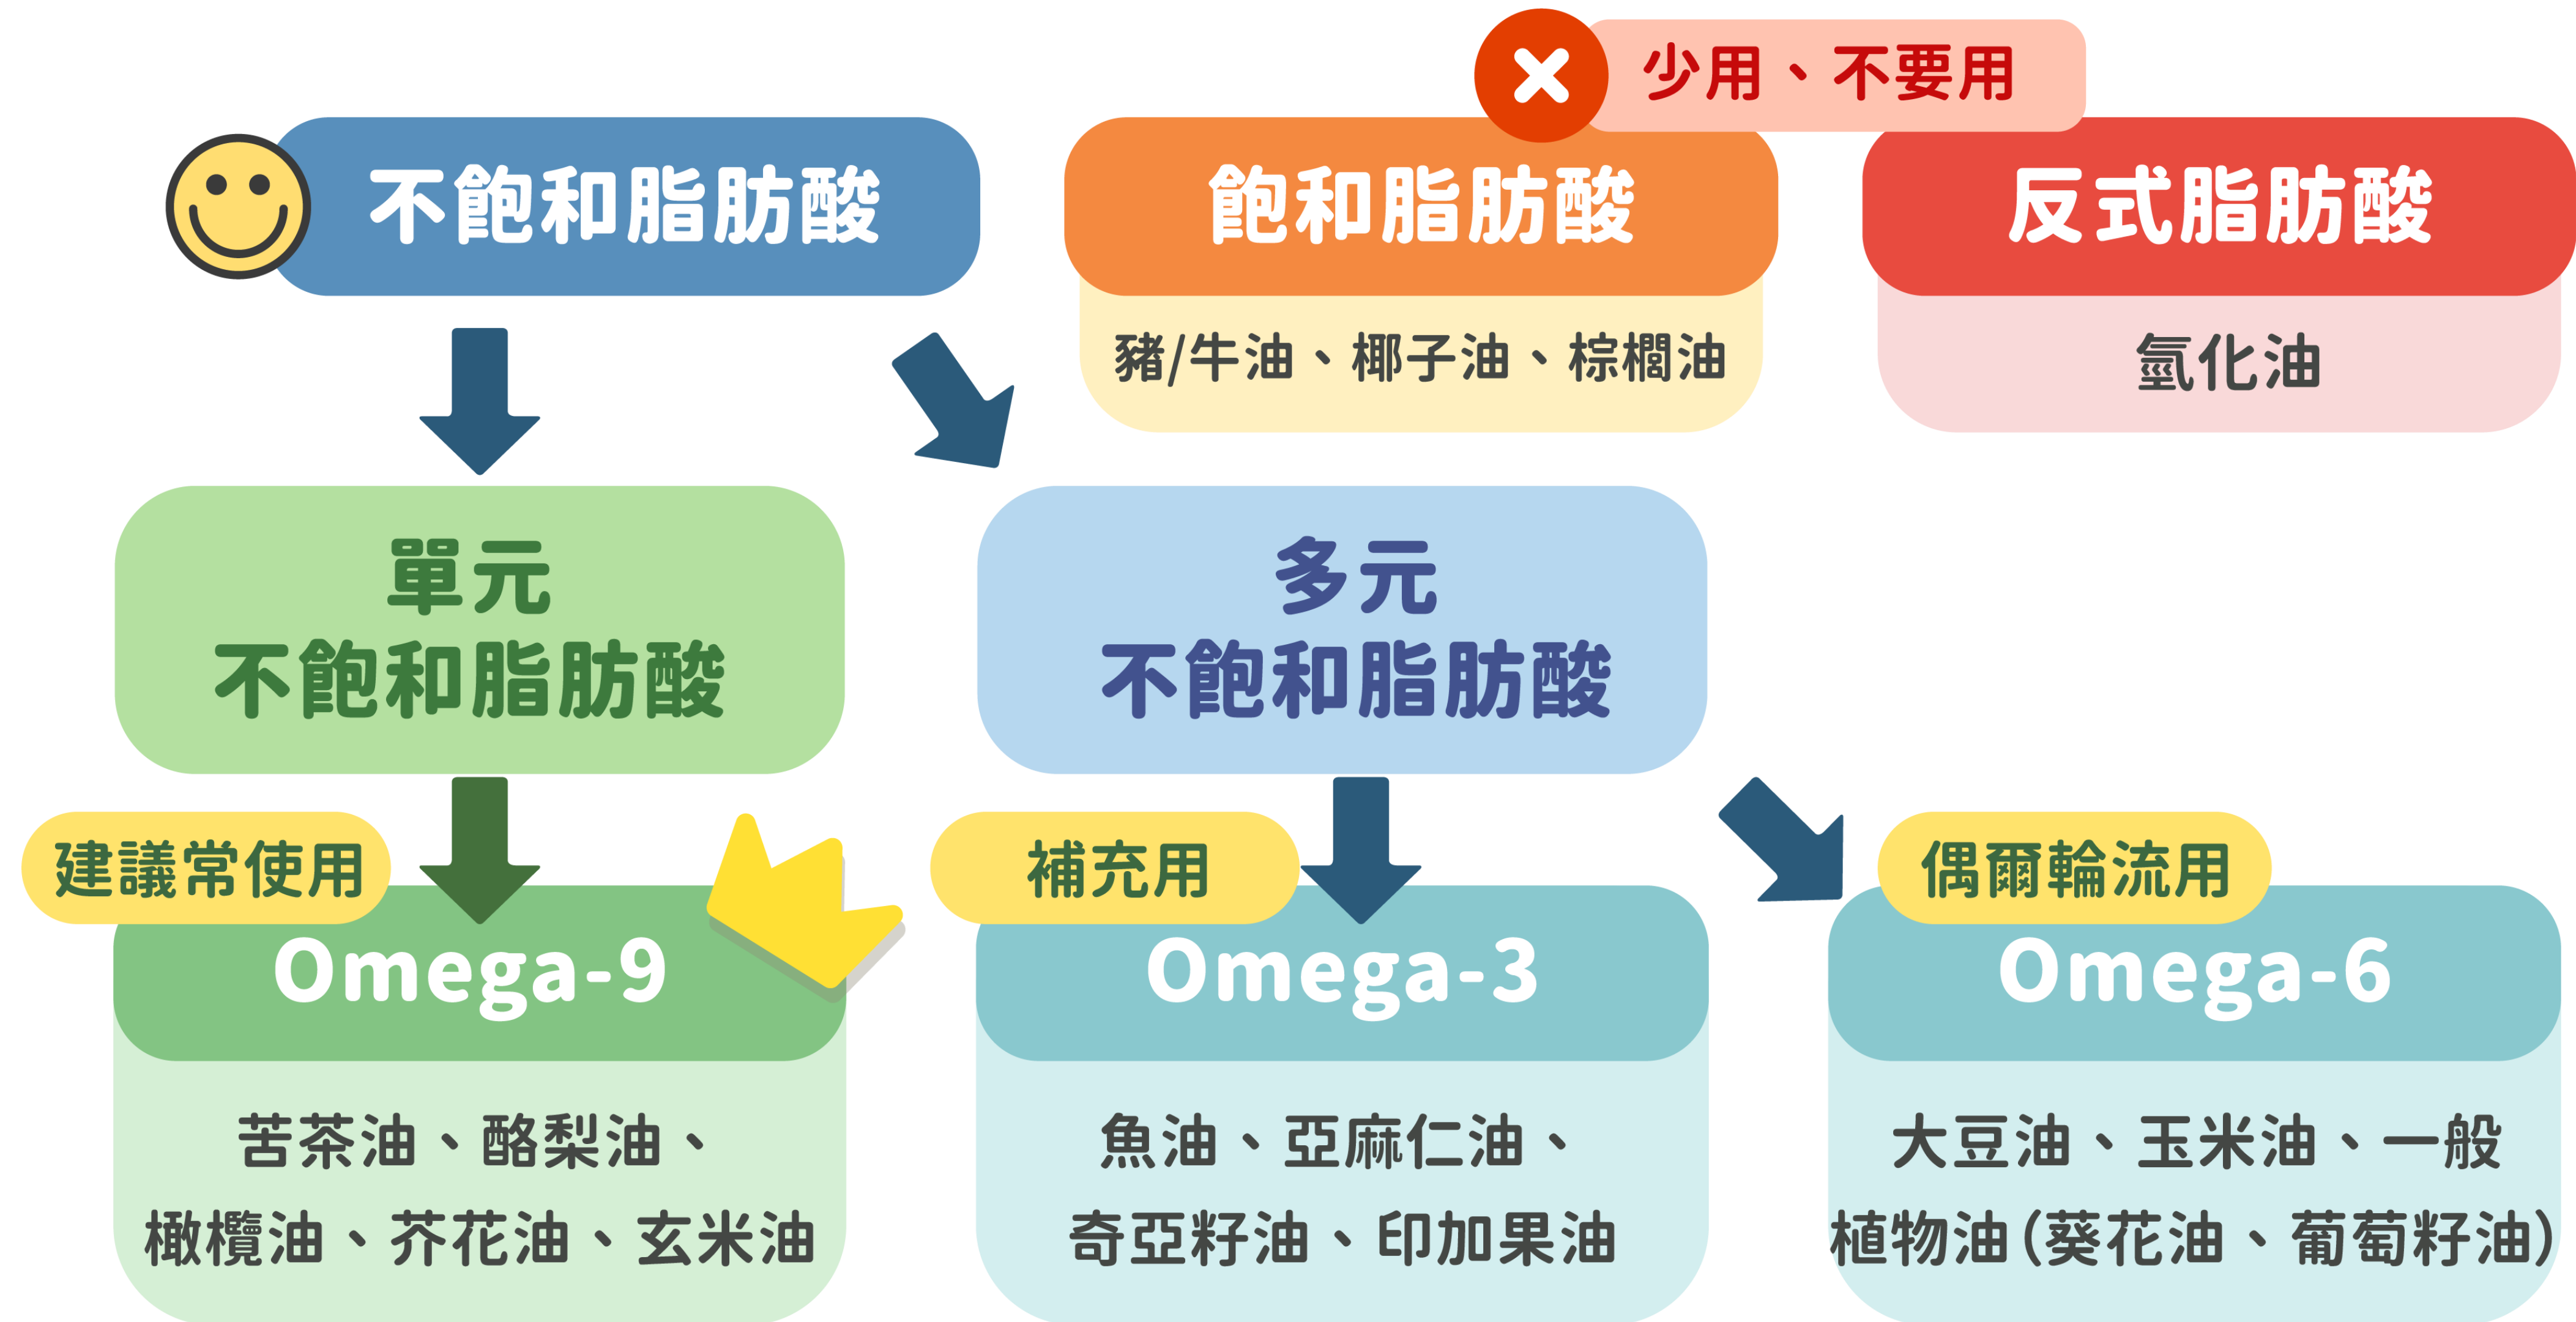 少用、不要用
不飽和脂肪酸
飽和脂肪酸
反式脂肪酸
豬/牛油、椰子油、棕櫚油
氫化油
單元
不飽和脂肪酸
多元
不飽和脂肪酸
建議常使用
Omega-9
苦茶油、酪梨油、
橄欖油、芥花油、玄米油
補充用
Omega-3
魚油、亞麻仁油、
奇亞籽油、印加果油
偶爾輪流用
Omega-6
大豆油、玉米油、一般
植物油(葵花油、葡萄籽油)